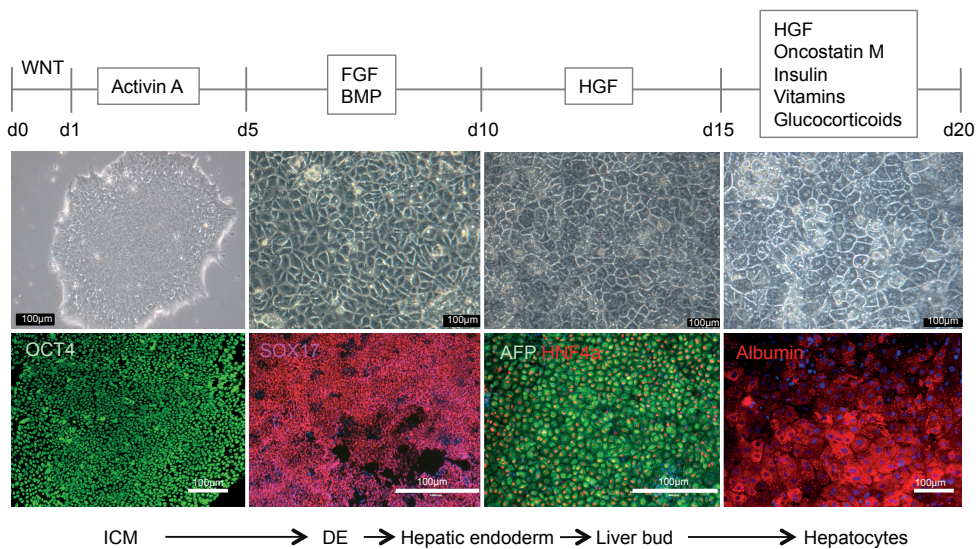 WNT
Activin A
FGF
BMP
HGF
HGF
Oncostatin M
Insulin
Vitamins
Glucocorticoids
d0
d1
d5
d10
d15
d20
100µm
100µm
100µm
100µm
OCT4
SOX17
AFP HNF4a
Albumin
100µm
100µm
100µm
100µm
ICM
DE
Hepatic endoderm
Liver bud
Hepatocytes